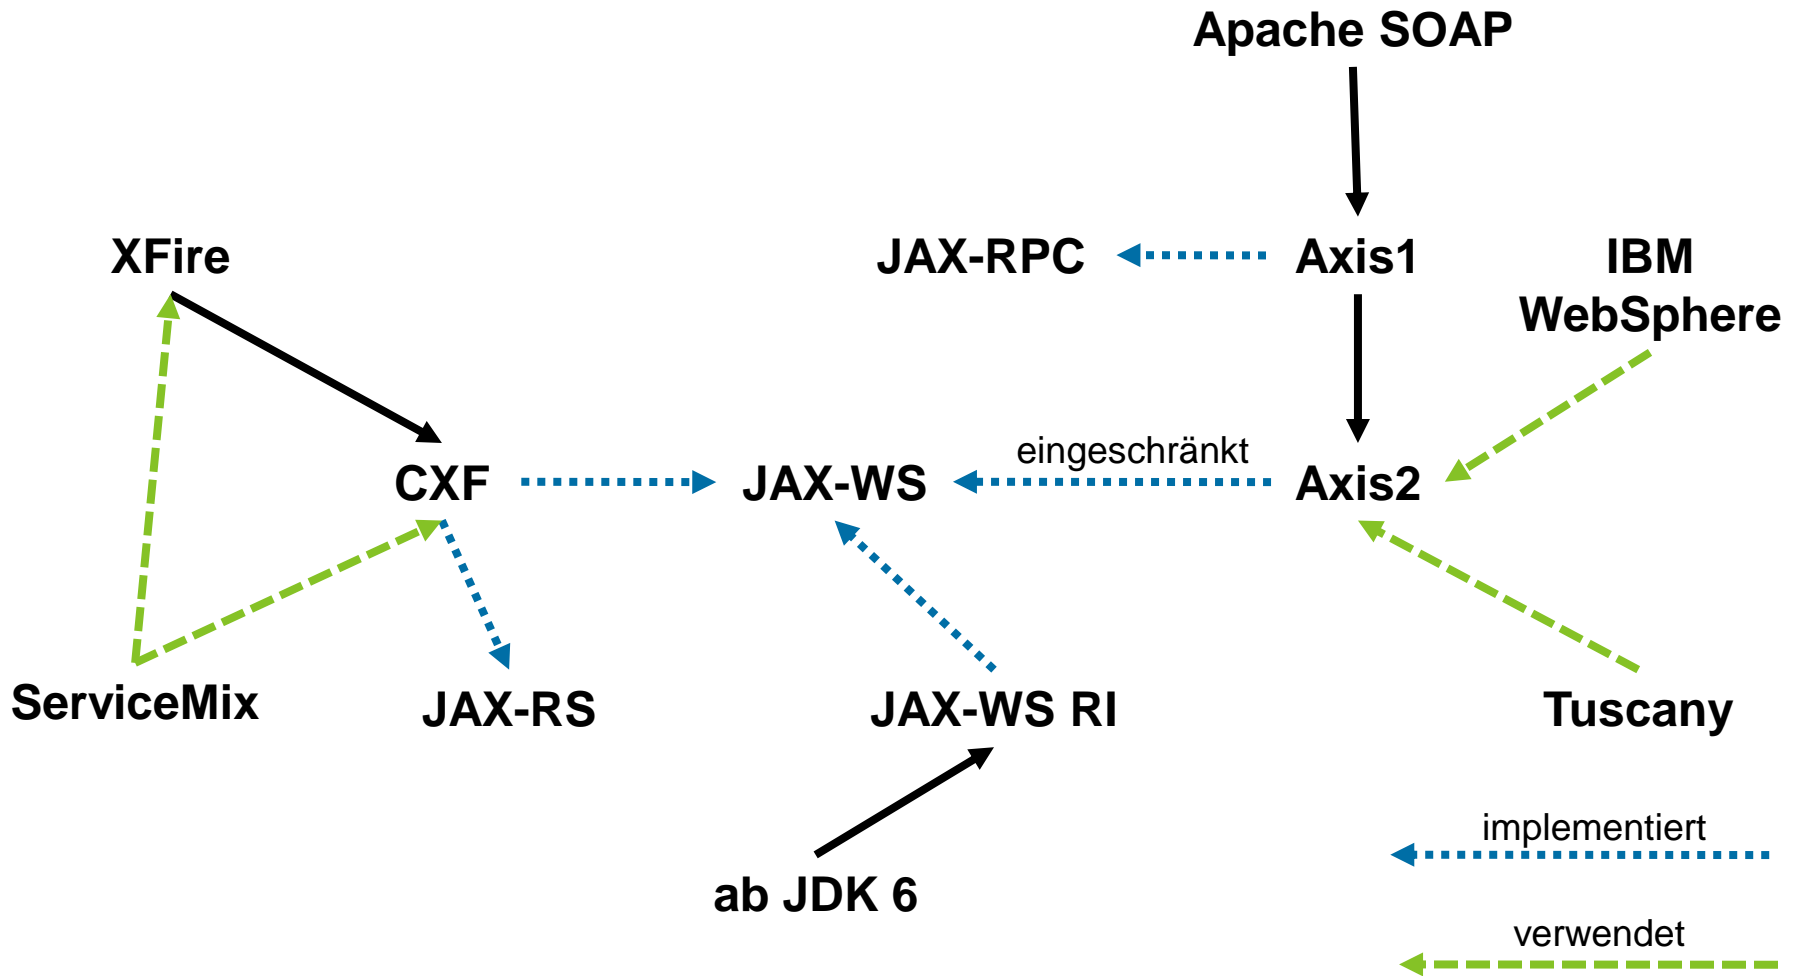 Apache SOAP
XFire
JAX-RPC
Axis1
IBM
WebSphere
eingeschränkt
CXF
JAX-WS
Axis2
ServiceMix
JAX-RS
JAX-WS RI
Tuscany
implementiert
ab JDK 6
verwendet